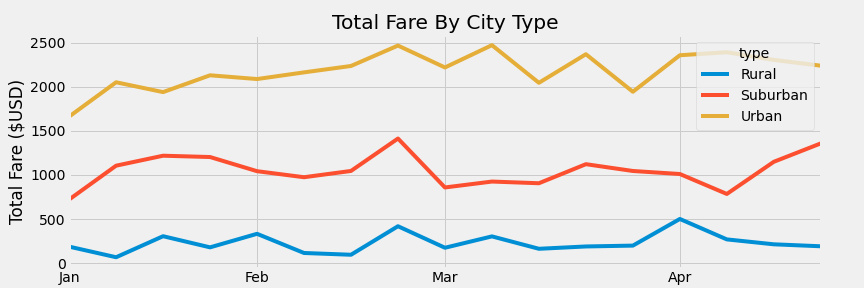 Total Fare By City Type
Total Fare ($USD)
2500
2000
1500
1000
500
0
Jan Feb Mar Apr
type
Rural
Suburban
Urban